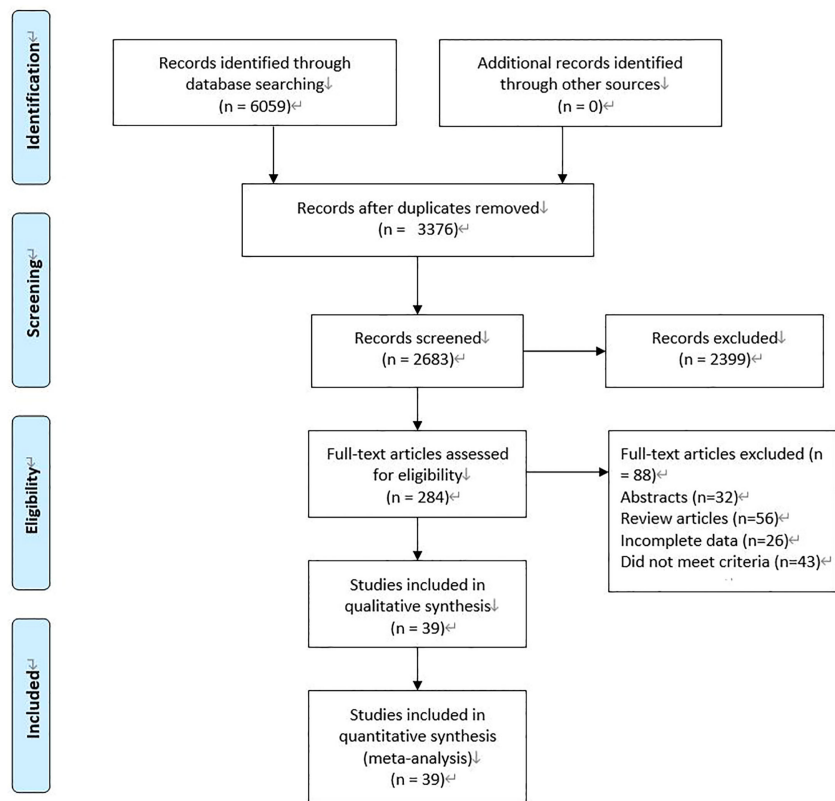 Identification↵
Records identified through
database searching↓
(n = 6059)↵
Additional records identified
through other sources↓
(n = 0)↵
Records after duplicates removed↓
(n =   3376)↵
Screening↵
Records screened↓
(n = 2683)↵
Records excluded↓
(n = 2399)↵
Eligibility↵
Full-text articles assessed
for eligibility↓
(n = 284)↵
Full-text articles excluded (n
= 88)↵
Abstracts (n=32)↵
Review articles (n=56)↵
Incomplete data (n=26)↵
Did not meet criteria (n=43)↵
Studies included in
qualitative synthesis↓
(n = 39)↵
Included↵
Studies included in
quantitative synthesis
(meta-analysis)↓
(n = 39)↵